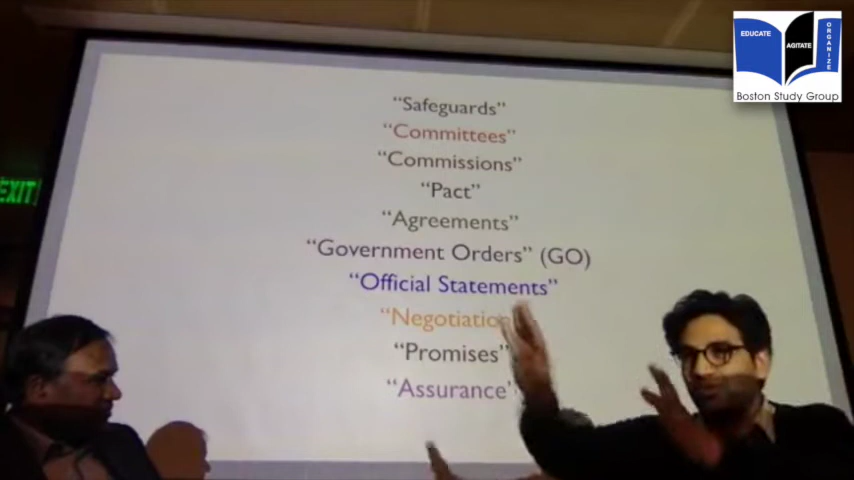 EDUCATE
AGITATE
ORGANIZE
Boston Study Group
EXIT
"Safeguards"
"Committees"
"Commissions"
"Pact"
"Agreements"
"Government Orders" (GO)
"Official Statements"
"Negotiatio
"Promises"
"Assurance"